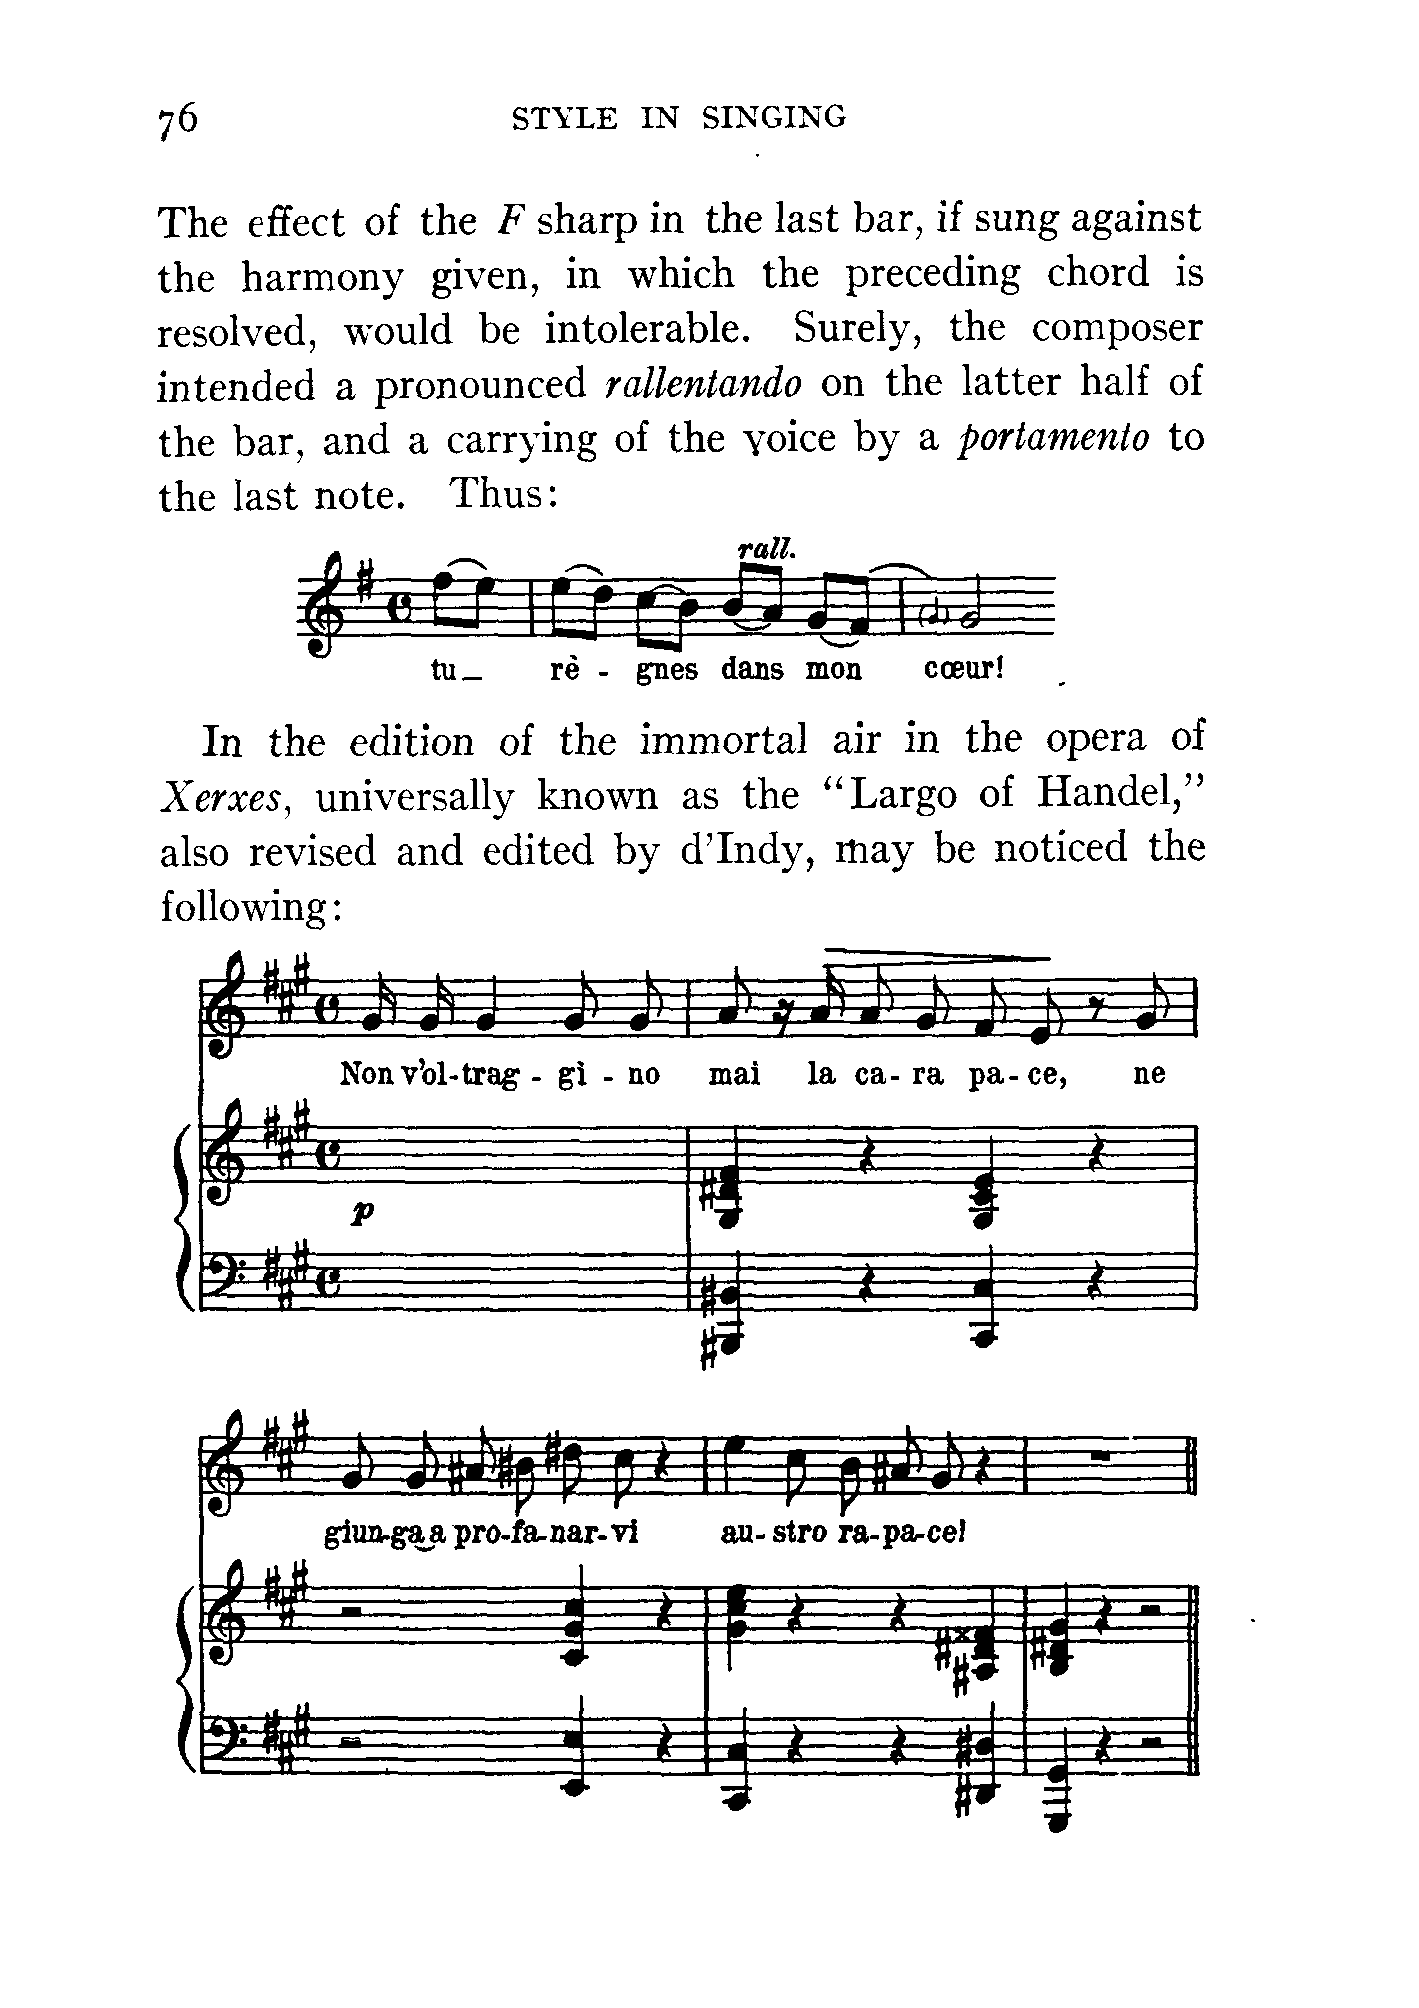 76 STYLE IN SINGING
The effect of the F sharp in the last bar, if sung against
the harmony given, in which the preceding chord is
resolved, would be intolerable. Surely, the composer
intended a pronounced rallentando on the latter half of
the bar, and a carrying of the voice by a portamento to
the last note. Thus:
rall.
(A)
tu_ rè - gnes dans mon cœur!
In the edition of the immortal air in the opera of
Xerxes, universally known as the “Largo of Handel,”
also revised and edited by d’Indy, may be noticed the
following:
Non v’ol-trag - gi - no mai la ca - ra pa - ce, ne
p
giun-ga‿a pro-fa-nar-vi au - stro ra-pa-ce!